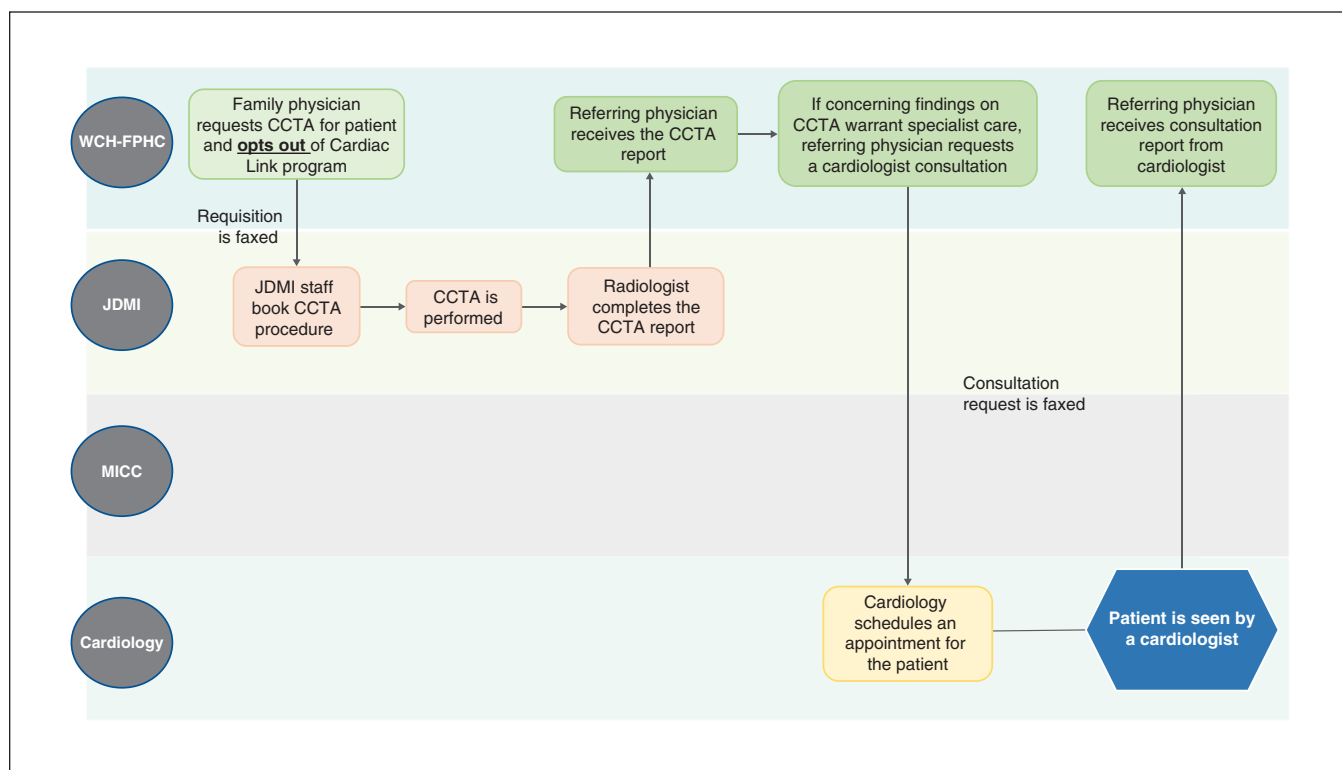 WCH-FPHC
Family physician
requests CCTA for patient
and opts out of Cardiac
Link program
Referring physician
receives the CCTA
report
If concerning findings on
CCTA warrant specialist care,
referring physician requests
a cardiologist consultation
Referring physician
receives consultation
report from
cardiologist
Requisition
is faxed
JDMI
JDMI staff
book CCTA
procedure
CCTA is
performed
Radiologist
completes the
CCTA report
Consultation
request is faxed
MICC
Cardiology
Cardiology
schedules an
appointment for
the patient
Patient is seen by
a cardiologist